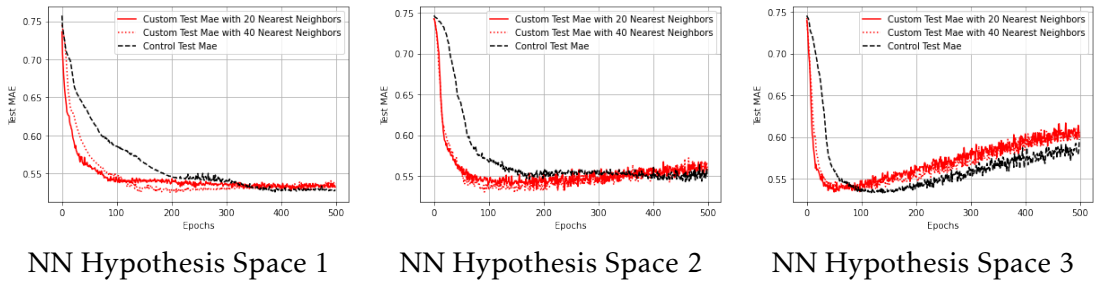 Custom Test Mae with 20 Nearest Neighbors
Custom Test Mae with 40 Nearest Neighbors
Control Test Mae
Test MAE
0.75
0.70
0.65
0.60
0.55
0 100 200 300 400 500
Epochs
NN Hypothesis Space 1
Custom Test Mae with 20 Nearest Neighbors
Custom Test Mae with 40 Nearest Neighbors
Control Test Mae
Test MAE
0.75
0.70
0.65
0.60
0.55
0 100 200 300 400 500
Epochs
NN Hypothesis Space 2
Custom Test Mae with 20 Nearest Neighbors
Custom Test Mae with 40 Nearest Neighbors
Control Test Mae
Test MAE
0.75
0.70
0.65
0.60
0.55
0 100 200 300 400 500
Epochs
NN Hypothesis Space 3